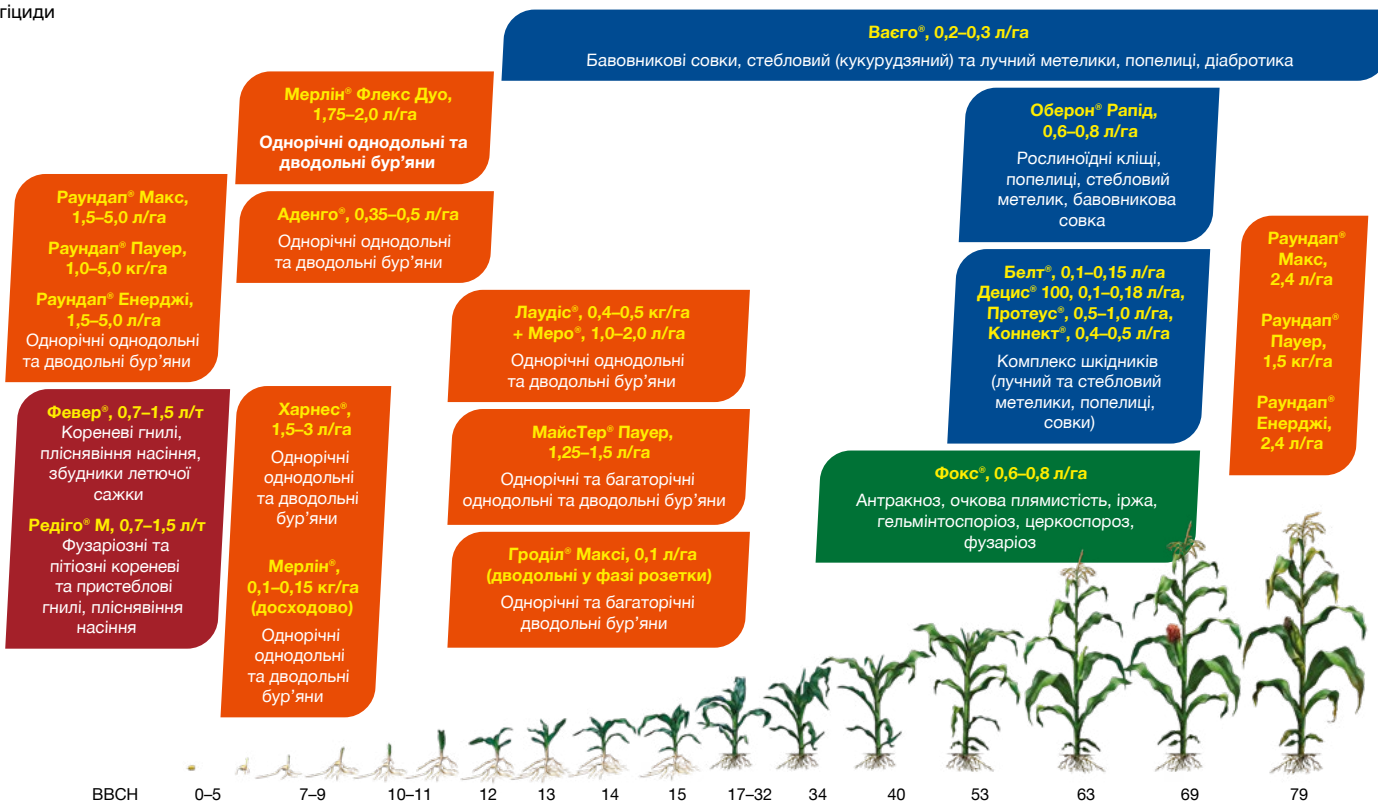 гіциди
Ваєго®, 0,2–0,3 л/га
Бавовникові совки, стебловий (кукурудзяний) та лучний метелики, попелиці, діабротика
Мерлін® Флекс Дуо,
1,75–2,0 л/га
Однорічні однодольні та
дводольні бур’яни
Оберон® Рапід,
0,6–0,8 л/га
Рослиноїдні кліщі,
попелиці, стебловий
метелик, бавовникова
совка
Раундап® Макс,
1,5–5,0 л/га
Раундап® Пауер,
1,0–5,0 кг/га
Раундап® Енерджі,
1,5–5,0 л/га
Однорічні однодольні
та дводольні бур’яни
Аденго®, 0,35–0,5 л/га
Однорічні однодольні
та дводольні бур’яни
Раундап®
Макс,
2,4 л/га
Раундап®
Пауер,
1,5 кг/га
Раундап®
Енерджі,
2,4 л/га
Белт®, 0,1–0,15 л/га
Децис® 100, 0,1–0,18 л/га,
Протеус®, 0,5–1,0 л/га,
Коннект®, 0,4–0,5 л/га
Комплекс шкідників
(лучний та стебловий
метелики, попелиці,
совки)
Лаудіс®, 0,4–0,5 кг/га
+ Меро®, 1,0–2,0 л/га
Однорічні однодольні
та дводольні бур’яни
Февер®, 0,7–1,5 л/т
Кореневі гнилі,
пліснявіння насіння,
збудники летючої
сажки
Редіго® М, 0,7–1,5 л/т
Фузаріозні та
пітіозні кореневі
та пристеблові
гнилі, пліснявіння
насіння
Харнес®,
1,5–3 л/га
Однорічні
однодольні
та дводольні
бур’яни
Мерлін®,
0,1–0,15 кг/га
(досходово)
Однорічні
однодольні
та дводольні
бур’яни
МайсТер® Пауер,
1,25–1,5 л/га
Однорічні та багаторічні
однодольні та дводольні бур’яни
Фокс®, 0,6–0,8 л/га
Антракноз, очкова плямистість, іржа,
гельмінтоспоріоз, церкоспороз,
фузаріоз
Гроділ® Максі, 0,1 л/га
(дводольні у фазі розетки)
Однорічні та багаторічні
дводольні бур’яни
ВВСН 0–5 7–9 10–11 12 13 14 15 17–32 34 40 53 63 69 79